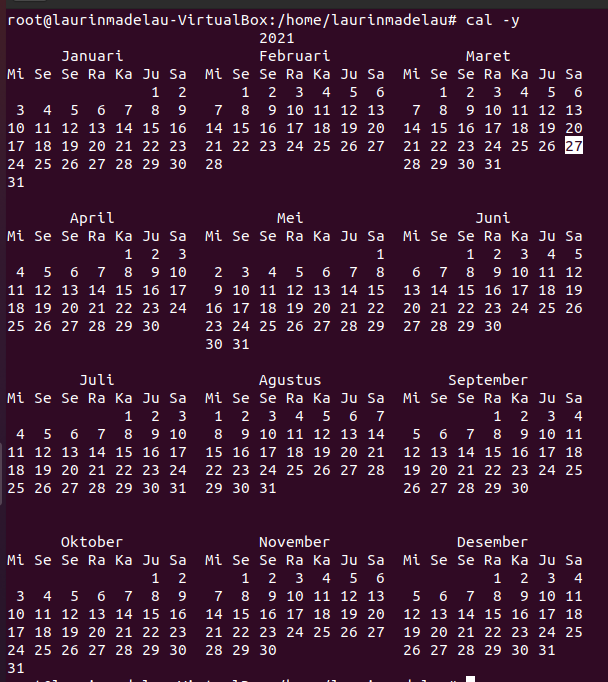 root@laurinmadelau-VirtualBox:/home/laurinmadelau# cal -y
                            2021
      Januari               Februari               Maret
Mi Se Se Ra Ka Ju Sa  Mi Se Se Ra Ka Ju Sa  Mi Se Se Ra Ka Ju Sa
                1  2      1  2  3  4  5  6      1  2  3  4  5  6
 3  4  5  6  7  8  9   7  8  9 10 11 12 13   7  8  9 10 11 12 13
10 11 12 13 14 15 16  14 15 16 17 18 19 20  14 15 16 17 18 19 20
17 18 19 20 21 22 23  21 22 23 24 25 26 27  21 22 23 24 25 26 27
24 25 26 27 28 29 30  28                    28 29 30 31
31
       April                  Mei                   Juni
Mi Se Se Ra Ka Ju Sa  Mi Se Se Ra Ka Ju Sa  Mi Se Se Ra Ka Ju Sa
             1  2  3                     1         1  2  3  4  5
 4  5  6  7  8  9 10   2  3  4  5  6  7  8   6  7  8  9 10 11 12
11 12 13 14 15 16 17   9 10 11 12 13 14 15  13 14 15 16 17 18 19
18 19 20 21 22 23 24  16 17 18 19 20 21 22  20 21 22 23 24 25 26
25 26 27 28 29 30     23 24 25 26 27 28 29  27 28 29 30
                      30 31
        Juli                Agustus              September
Mi Se Se Ra Ka Ju Sa  Mi Se Se Ra Ka Ju Sa  Mi Se Se Ra Ka Ju Sa
             1  2  3   1  2  3  4  5  6  7            1  2  3  4
 4  5  6  7  8  9 10   8  9 10 11 12 13 14   5  6  7  8  9 10 11
11 12 13 14 15 16 17  15 16 17 18 19 20 21  12 13 14 15 16 17 18
18 19 20 21 22 23 24  22 23 24 25 26 27 28  19 20 21 22 23 24 25
25 26 27 28 29 30 31  29 30 31              26 27 28 29 30
      Oktober               November              Desember
Mi Se Se Ra Ka Ju Sa  Mi Se Se Ra Ka Ju Sa  Mi Se Se Ra Ka Ju Sa
                1  2      1  2  3  4  5  6            1  2  3  4
 3  4  5  6  7  8  9   7  8  9 10 11 12 13   5  6  7  8  9 10 11
10 11 12 13 14 15 16  14 15 16 17 18 19 20  12 13 14 15 16 17 18
17 18 19 20 21 22 23  21 22 23 24 25 26 27  19 20 21 22 23 24 25
24 25 26 27 28 29 30  28 29 30              26 27 28 29 30 31
31